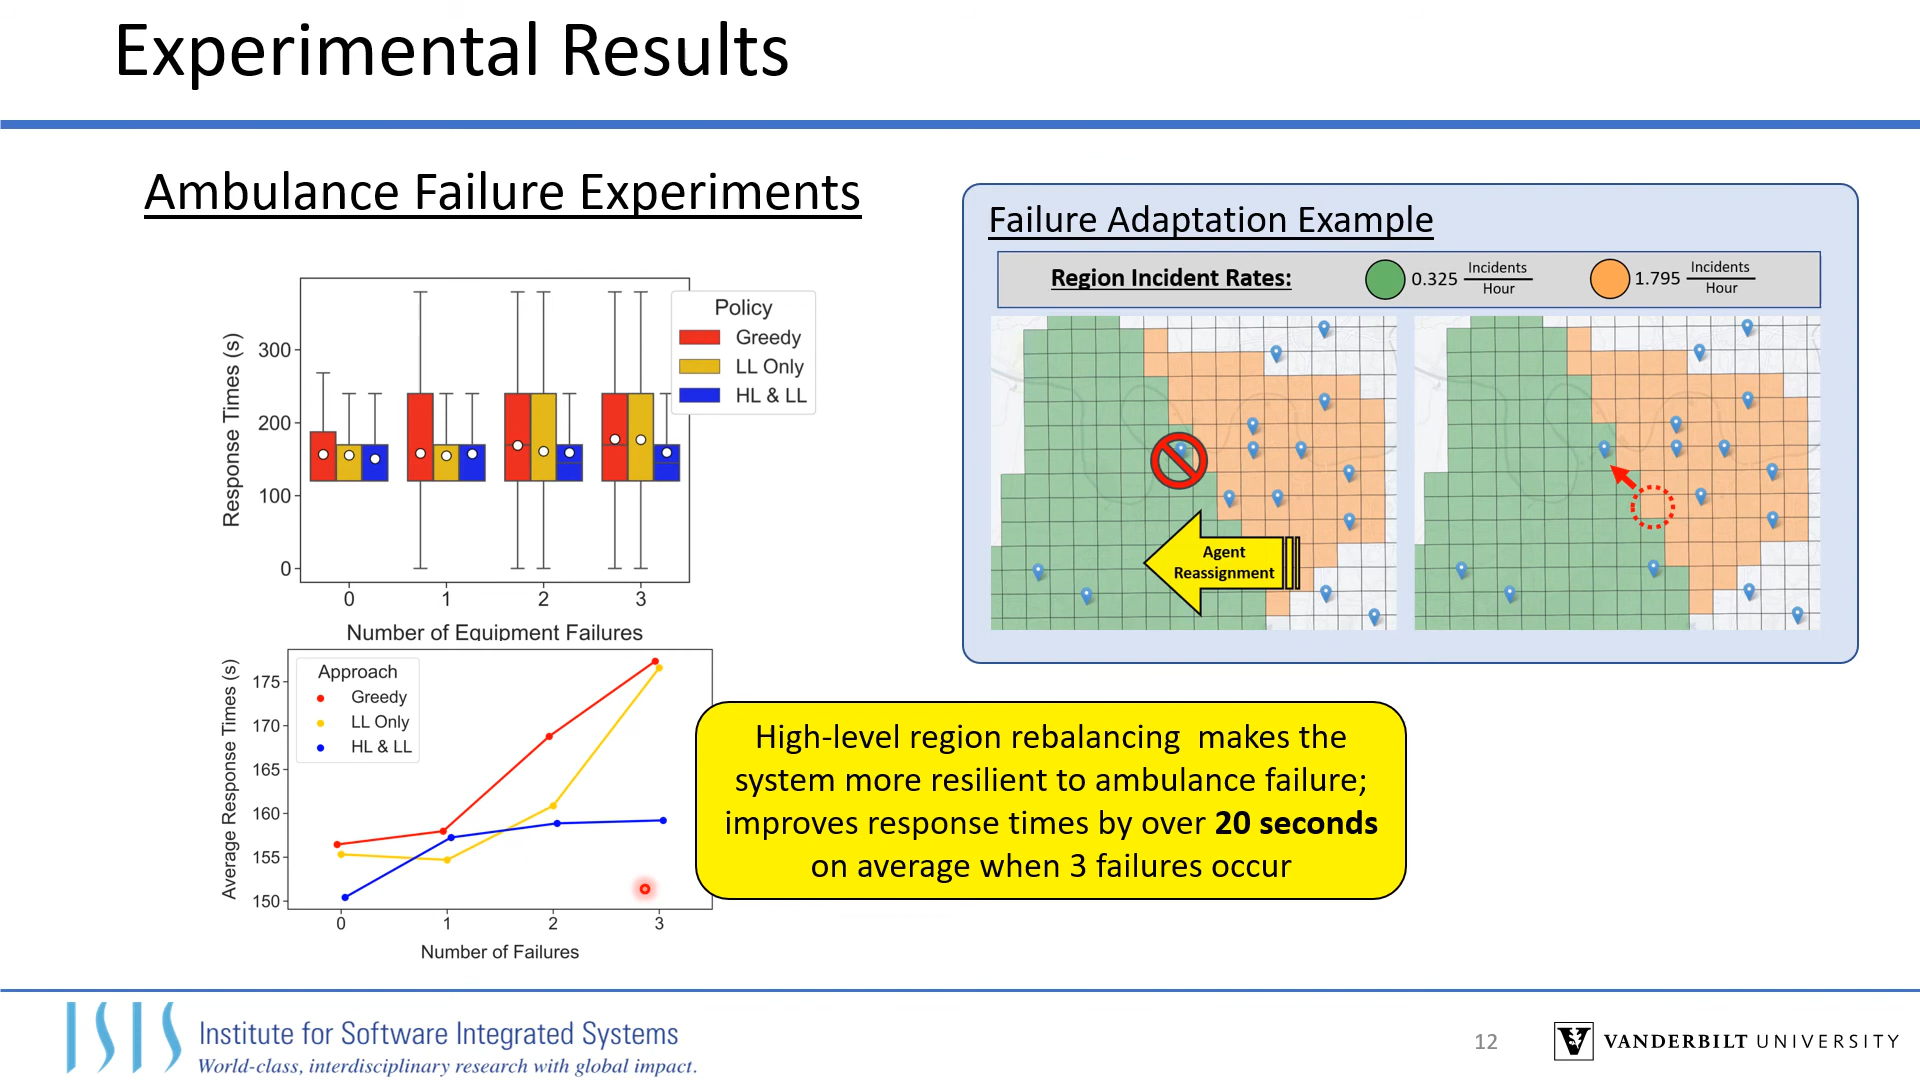 Experimental Results
Ambulance Failure Experiments
Response Times (s)
300
200
100
0
0 1 2 3
Number of Equipment Failures
Policy
Greedy
LL Only
HL & LL
Average Response Times (s)
175
170
165
160
155
150
0 1 2 3
Number of Failures
Approach
Greedy
LL Only
HL & LL
Failure Adaptation Example
Region Incident Rates: 0.325 Incidents/Hour 1.795 Incidents/Hour
Agent
Reassignment
High-level region rebalancing makes the
system more resilient to ambulance failure;
improves response times by over 20 seconds
on average when 3 failures occur
ISIS
Institute for Software Integrated Systems
World-class, interdisciplinary research with global impact.
12
V
VANDERBILT UNIVERSITY